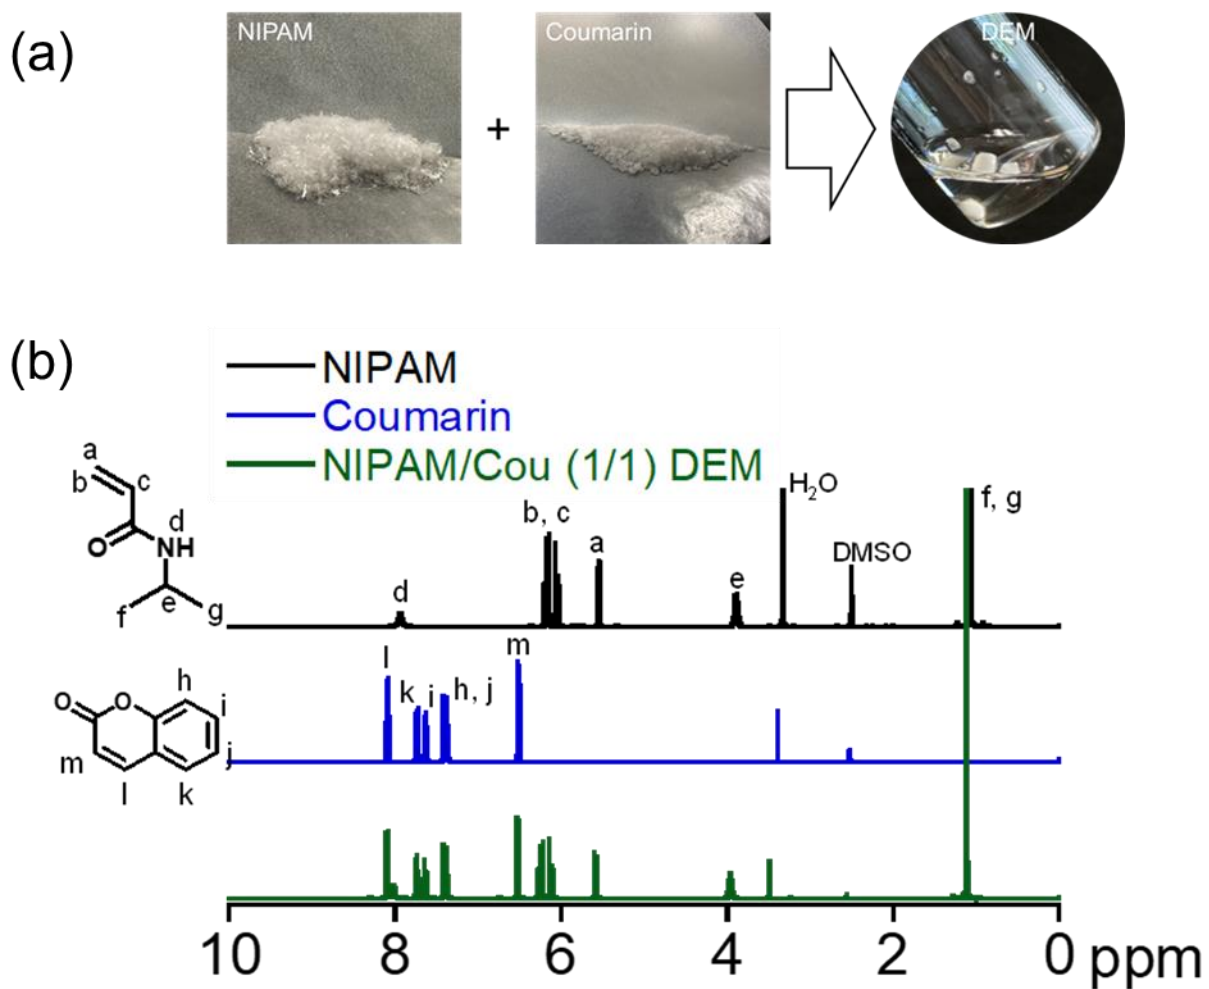 (a)
NIPAM
+
Coumarin
DEM
(b)
NIPAM
Coumarin
NIPAM/Cou (1/1) DEM
a
b
c
d
O
NH
e
f
g
d
b, c
a
e
H₂O
DMSO
f, g
O
O
h
i
j
k
l
m
l
k
i
h, j
m
10
8
6
4
2
0
ppm